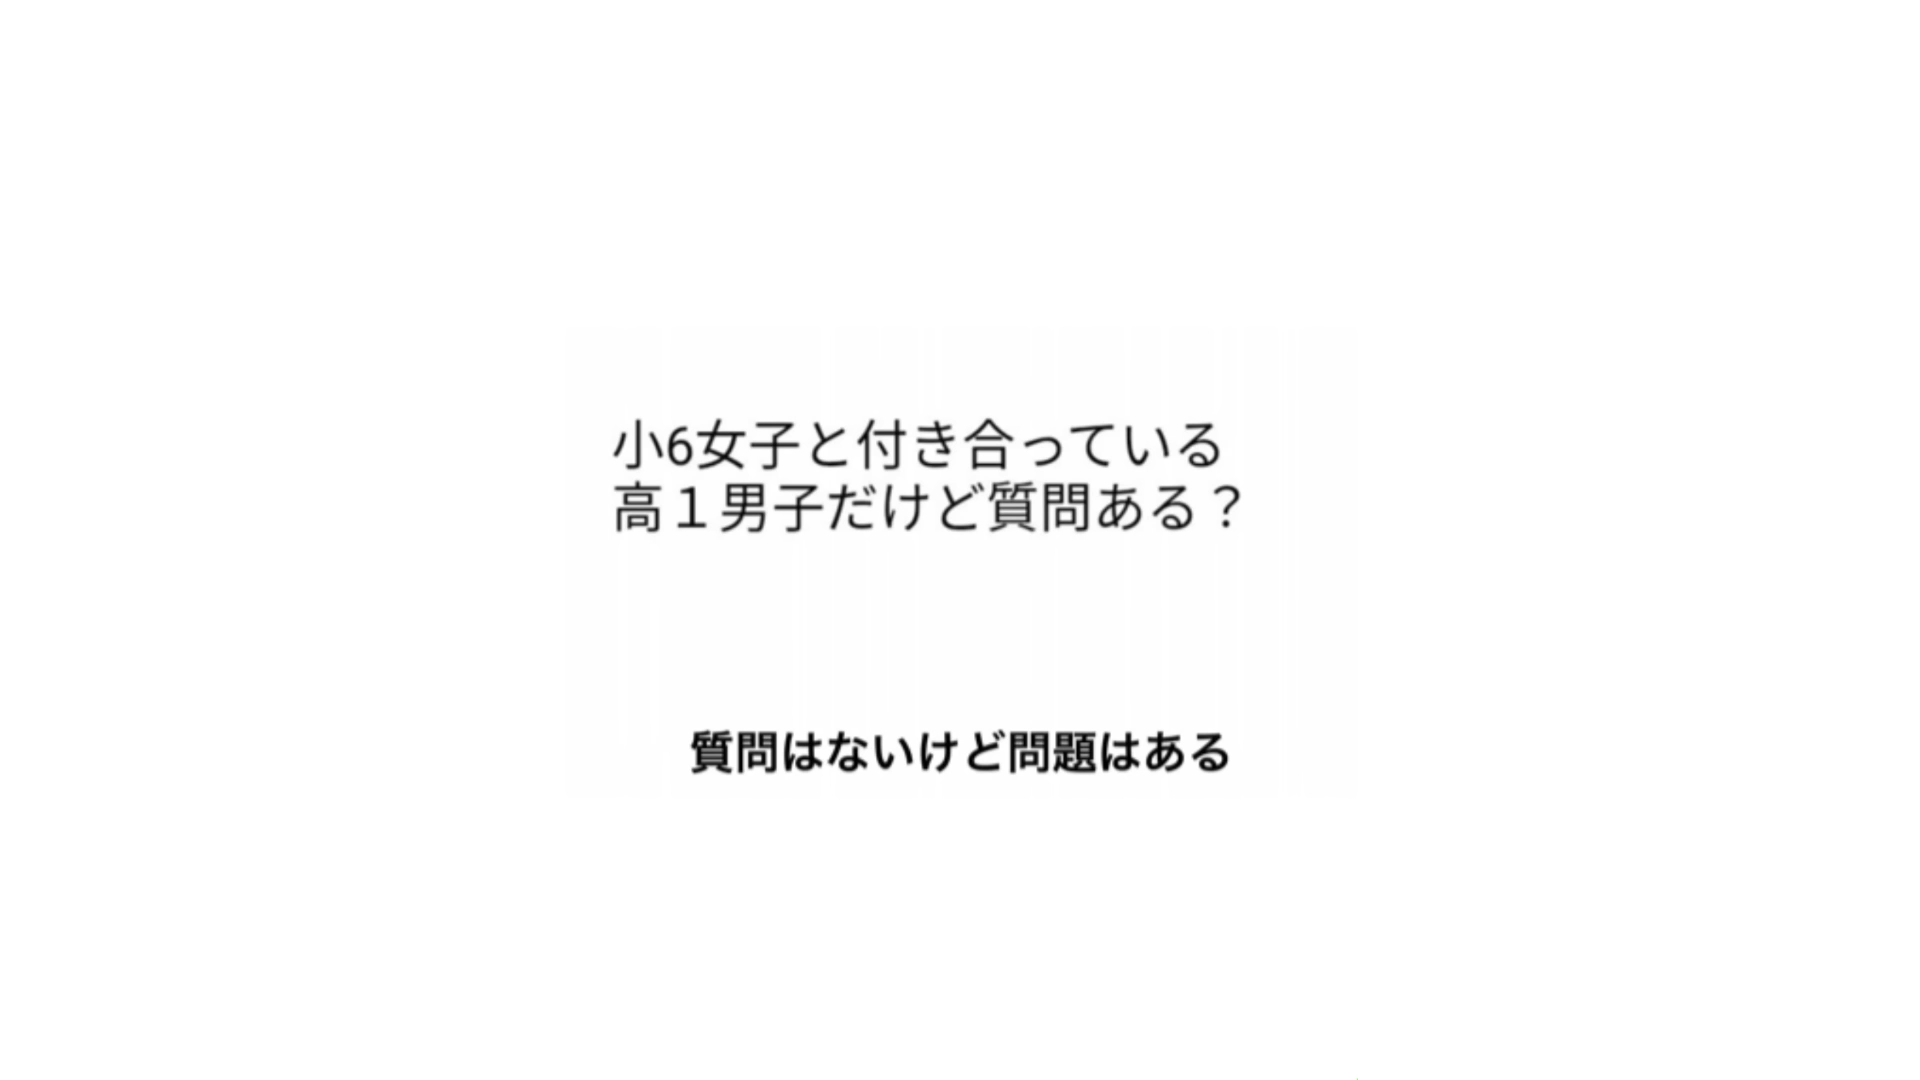 小6女子と付き合っている
高１男子だけど質問ある？
質問はないけど問題はある